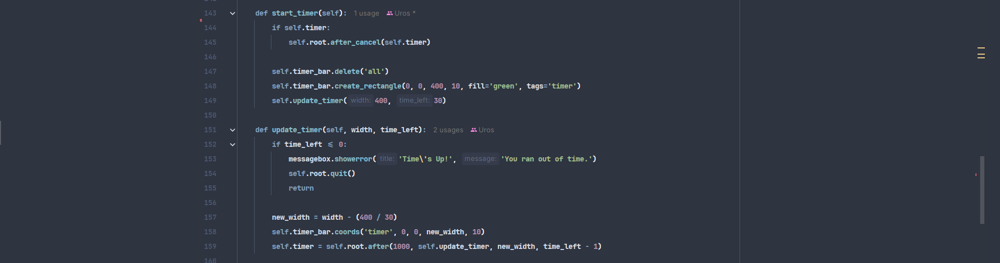 143 def start_timer(self): 1 usage Uros *
144 if self.timer:
145 self.root.after_cancel(self.timer)
146
147 self.timer_bar.delete('all')
148 self.timer_bar.create_rectangle(0, 0, 400, 10, fill='green', tags='timer')
149 self.update_timer( width: 400, time_left: 30)
150
151 def update_timer(self, width, time_left): 2 usages Uros
152 if time_left ⩽ 0:
153 messagebox.showerror( title: 'Time\'s Up!', message: 'You ran out of time.')
154 self.root.quit()
155 return
156
157 new_width = width - (400 / 30)
158 self.timer_bar.coords('timer', 0, 0, new_width, 10)
159 self.timer = self.root.after(1000, self.update_timer, new_width, time_left - 1)
160